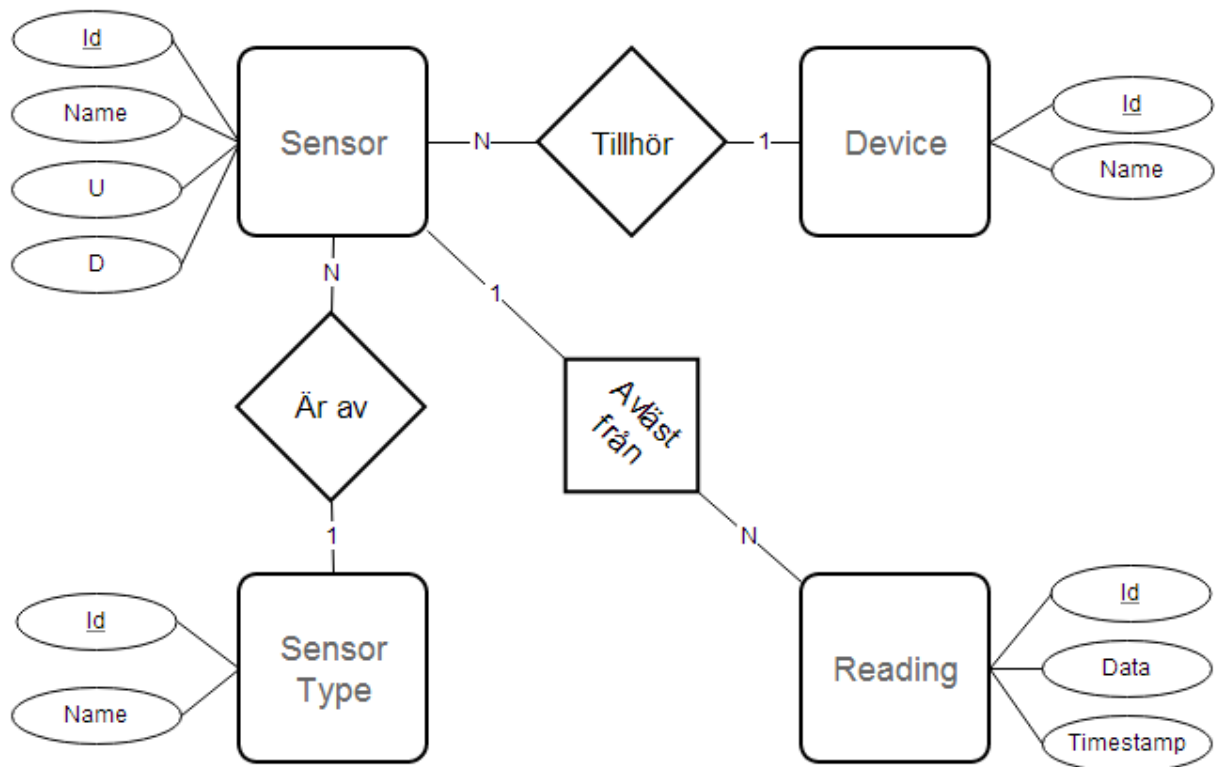 Id
Name
U
D
Sensor
N
Tillhör
1
Device
Id
Name
N
1
Är av
Avläst
från
1
N
Id
Name
Sensor
Type
Reading
Id
Data
Timestamp